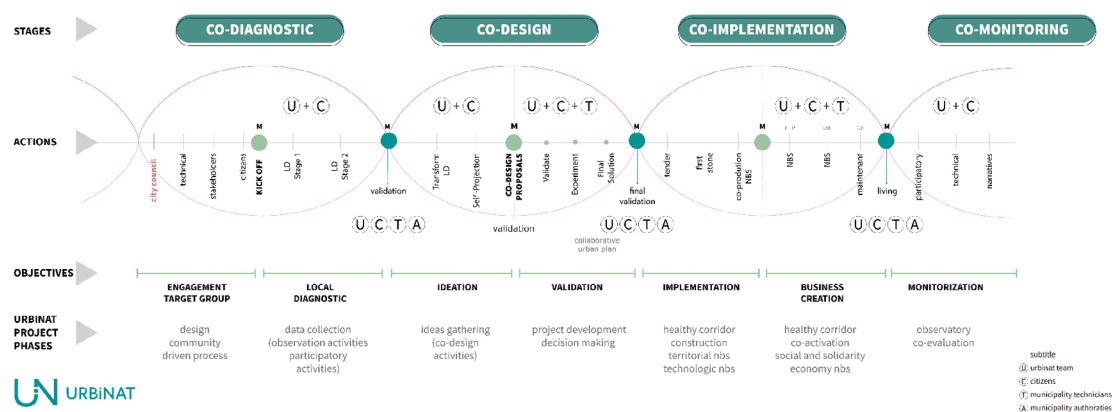 STAGES
CO-DIAGNOSTIC
CO-DESIGN
CO-IMPLEMENTATION
CO-MONITORING
U + C
U + C
U + C + T
U + C + T
U + C
ACTIONS
M
M
M
M
M
city council
technical
stakeholders
citizens
KICK OFF
LD
Stage 1
LD
Stage 2
validation
Transform
LD
Self-Projection
CO-DESIGN
PROPOSALS
Validate
Experiment
Final
Solution
final
validation
tender
first
stone
co-prodution
NBS
NBS
NBS
maintenant
living
participatory
technical
narratives
U C T A
validation
U C T A
collaborative
urban plan
U C T A
OBJECTIVES
ENGAGEMENT
TARGET GROUP
LOCAL
DIAGNOSTIC
IDEATION
VALIDATION
IMPLEMENTATION
BUSINESS
CREATION
MONITORIZATION
URBINAT
PROJECT
PHASES
design
community
driven process
data collection
(observation activities
participatory
activities)
ideas gathering
(co-design
activities)
project development
decision making
healthy corridor
construction
territorial nbs
technologic nbs
healthy corridor
co-activation
social and solidarity
economy nbs
observatory
co-evaluation
subtitle
U urbinat team
C citizens
T municipality technicians
A municipality authoraties
UN URBiNAT